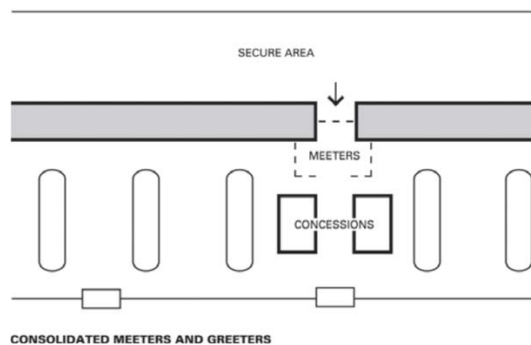 SECURE AREA
MEETERS
CONCESSIONS
CONSOLIDATED MEETERS AND GREETERS